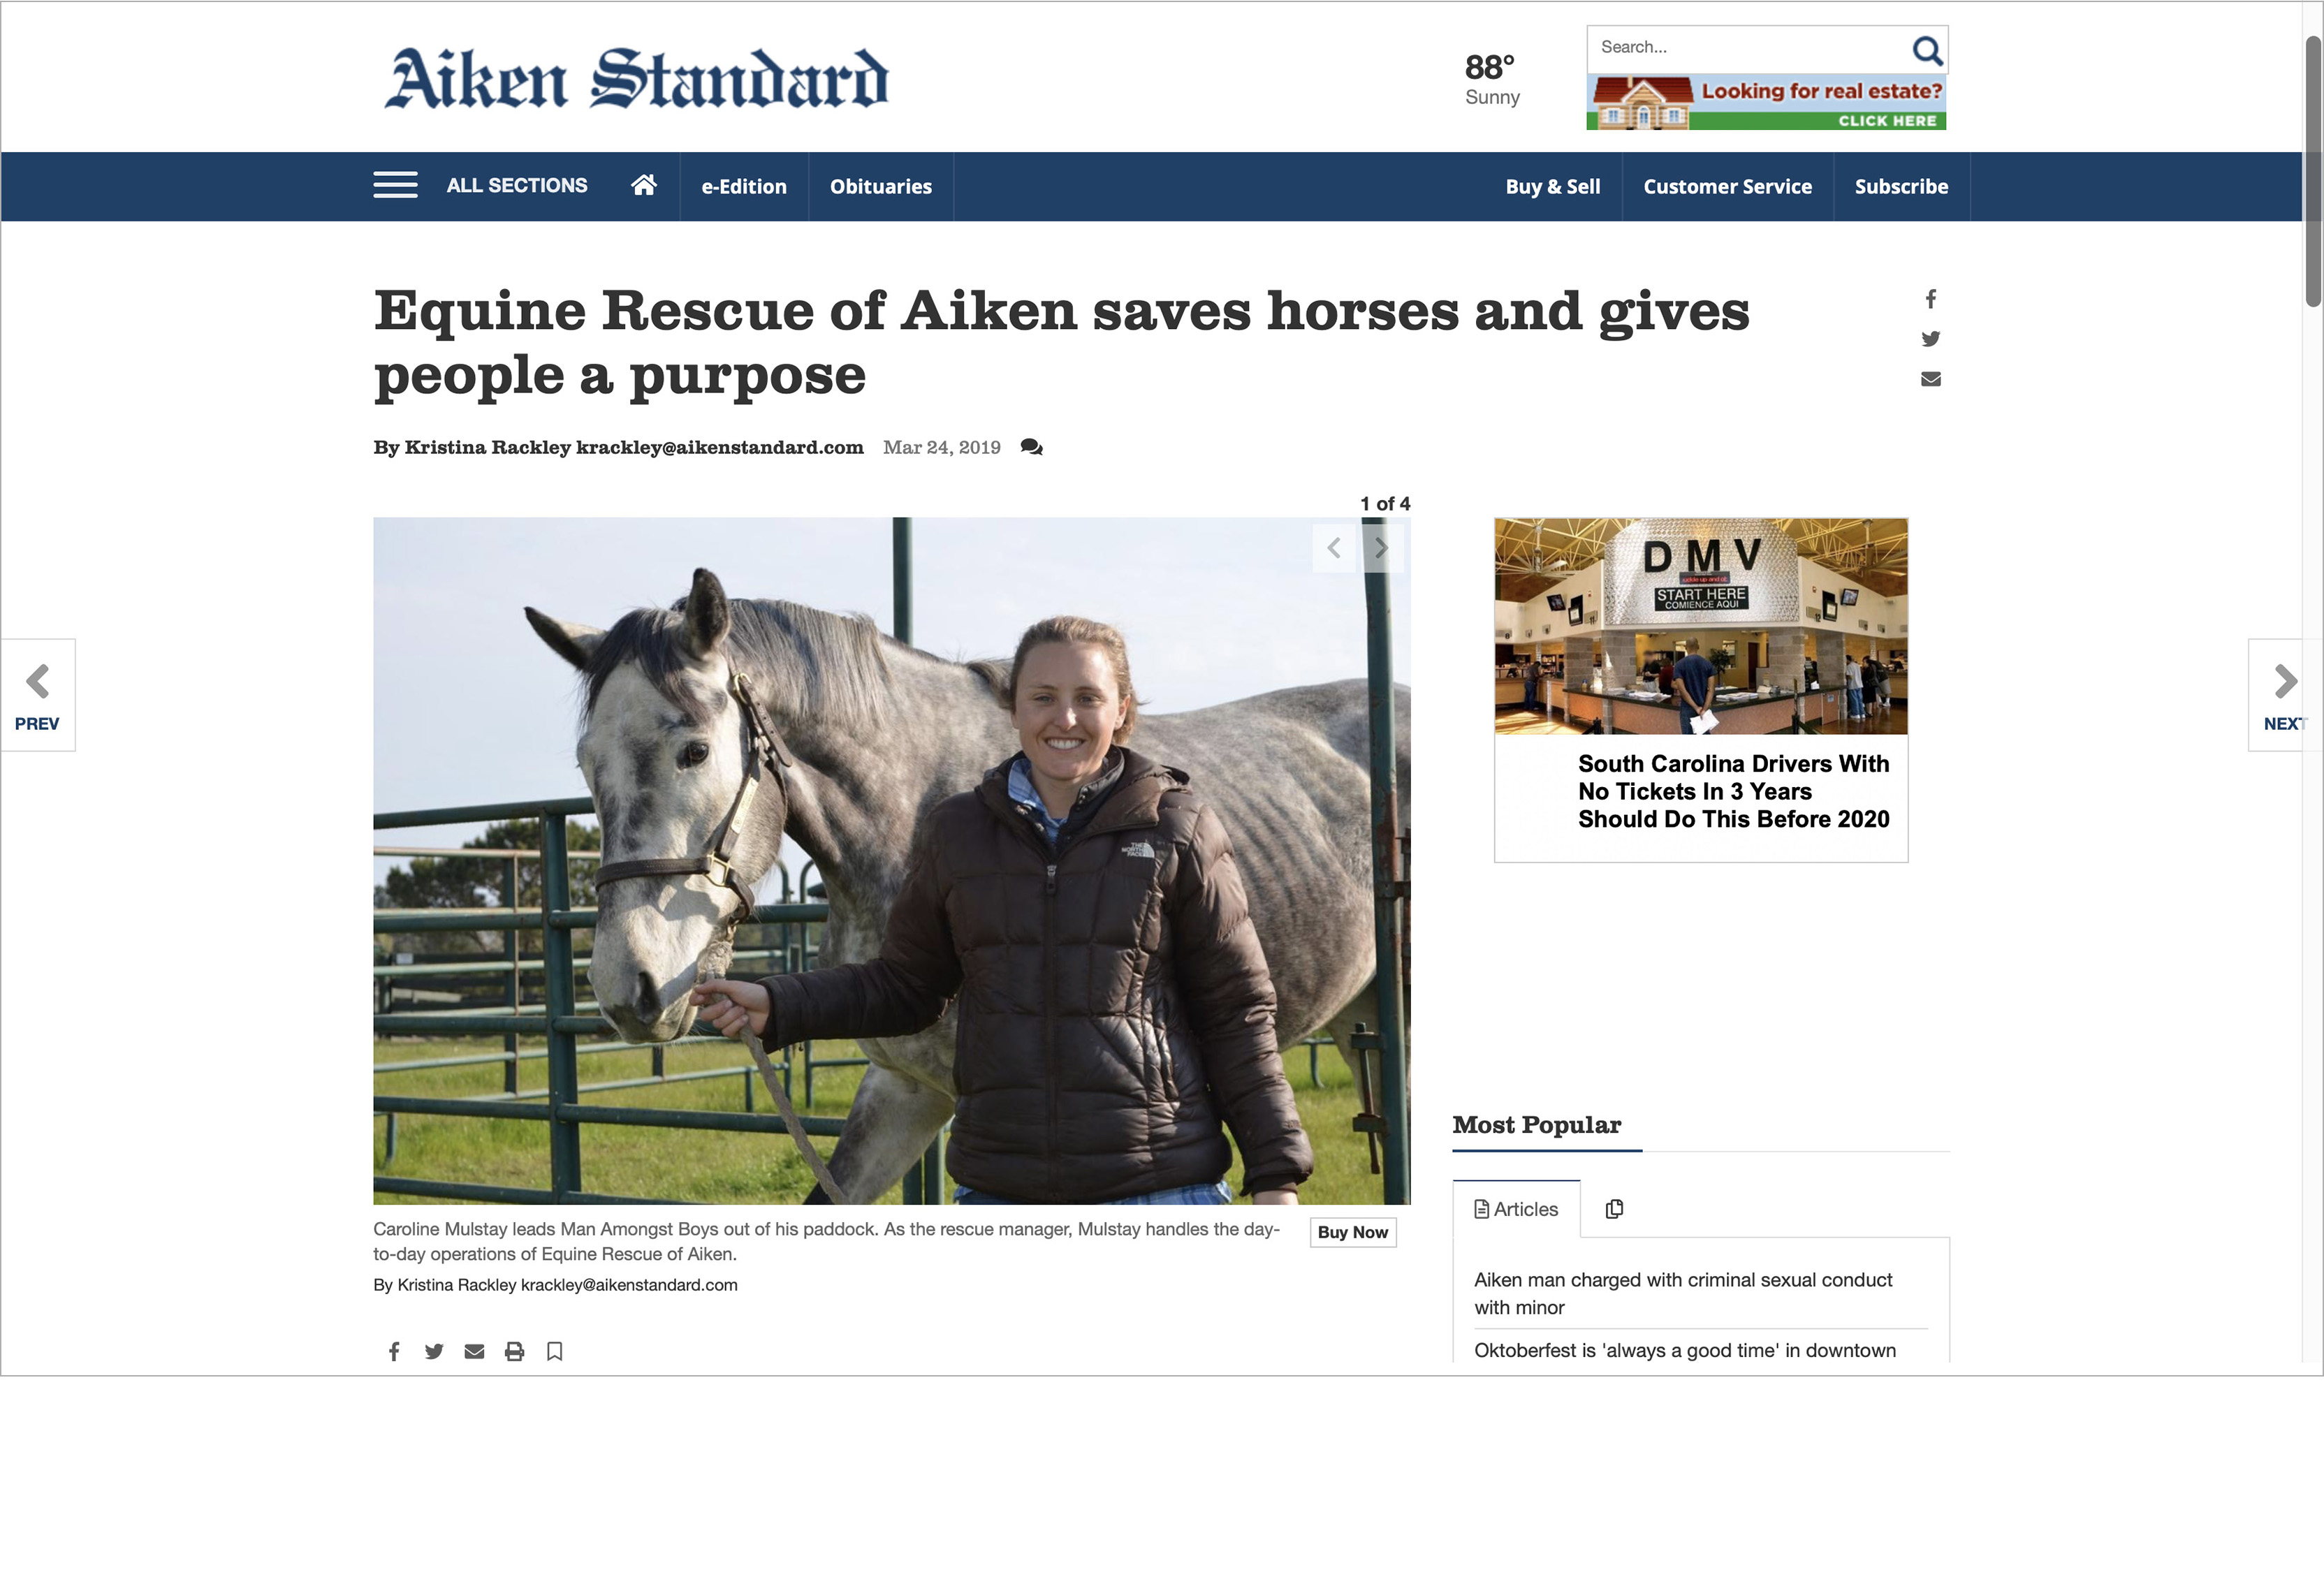 Aiken Standard
88°
Sunny
Search...
Looking for real estate?
CLICK HERE
ALL SECTIONS
e-Edition
Obituaries
Buy & Sell
Customer Service
Subscribe
Equine Rescue of Aiken saves horses and gives
people a purpose
By Kristina Rackley krackley@aikenstandard.com Mar 24, 2019
1 of 4
THE
NORTH
FACE
DMV
START HERE
COMIENCE AQUI
South Carolina Drivers With
No Tickets In 3 Years
Should Do This Before 2020
PREV
NEXT
Caroline Mulstay leads Man Amongst Boys out of his paddock. As the rescue manager, Mulstay handles the day-
to-day operations of Equine Rescue of Aiken.
Buy Now
By Kristina Rackley krackley@aikenstandard.com
Most Popular
Articles
Aiken man charged with criminal sexual conduct
with minor
Oktoberfest is 'always a good time' in downtown